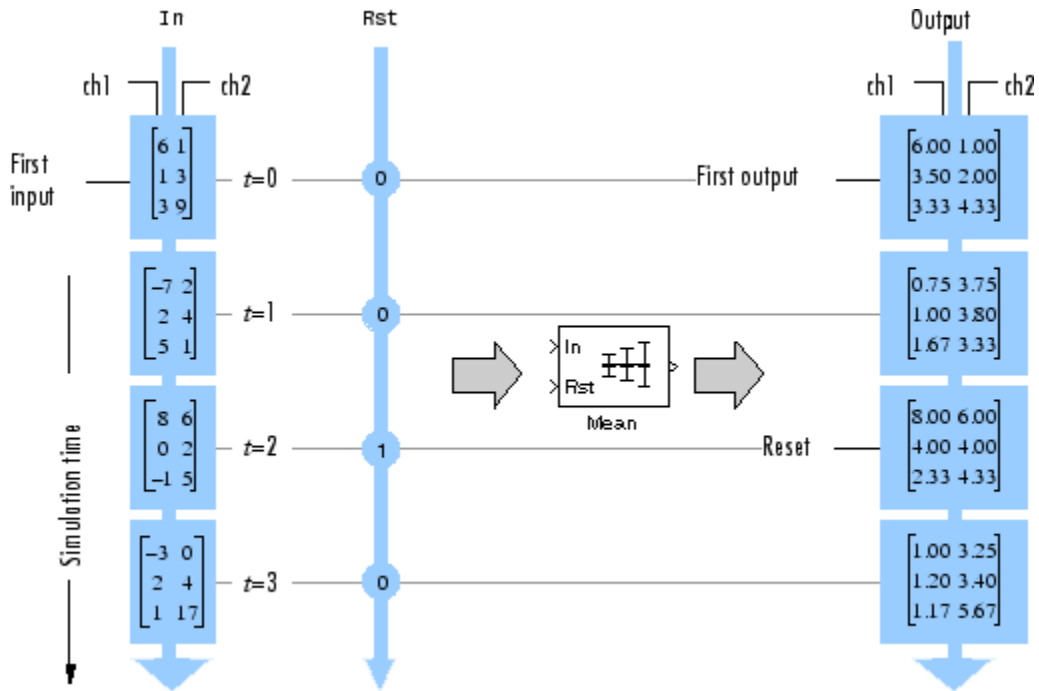 In Rst Output
ch1 ch2 ch1 ch2
First input
6 1
1 3
3 9
t=0 0 First output
6.00 1.00
3.50 2.00
3.33 4.33
-7 2
2 4
5 1
t=1 0
0.75 3.75
1.00 3.80
1.67 3.33
In
Rst
Mean
8 6
0 2
-1 5
t=2 1 Reset
8.00 6.00
4.00 4.00
2.33 4.33
Simulation time
-3 0
2 4
1 17
t=3 0
1.00 3.25
1.20 3.40
1.17 5.67